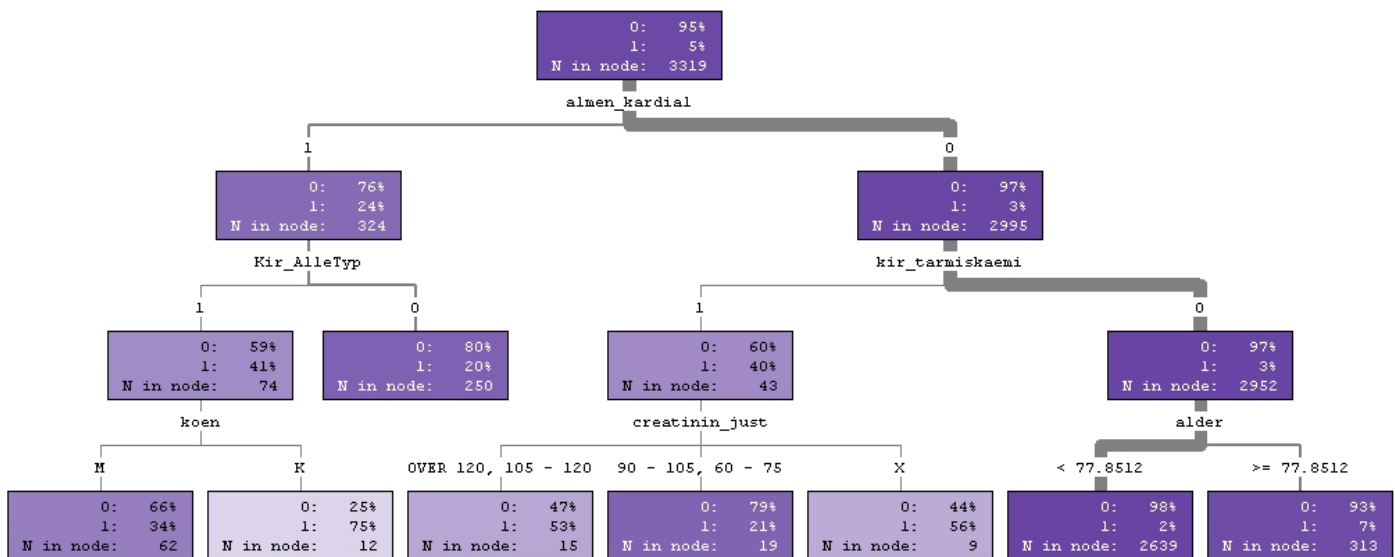 0: 95%
1: 5%
N in node: 3319
almen_kardial
1
0
0: 76%
1: 24%
N in node: 324
0: 97%
1: 3%
N in node: 2995
Kir_AlleTyp
kir_tarmiskaemi
1
0
1
0
0: 59%
1: 41%
N in node: 74
0: 80%
1: 20%
N in node: 250
0: 60%
1: 40%
N in node: 43
0: 97%
1: 3%
N in node: 2952
koen
creatinin_just
alder
M
K
OVER 120, 105 - 120
90 - 105, 60 - 75
X
< 77.8512
>= 77.8512
0: 66%
1: 34%
N in node: 62
0: 25%
1: 75%
N in node: 12
0: 47%
1: 53%
N in node: 15
0: 79%
1: 21%
N in node: 19
0: 44%
1: 56%
N in node: 9
0: 98%
1: 2%
N in node: 2639
0: 93%
1: 7%
N in node: 313